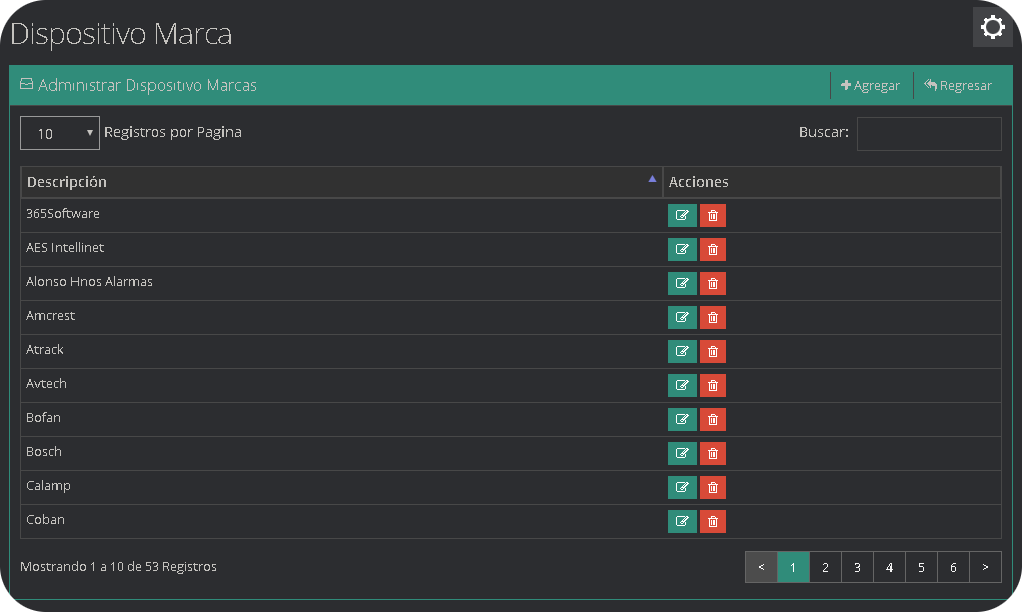 Dispositivo Marca
Administrar Dispositivo Marcas
Agregar
Regresar
10 Registros por Pagina
Buscar:
Descripción Acciones
365Software
AES Intellinet
Alonso Hnos Alarmas
Amcrest
Atrack
Avtech
Bofan
Bosch
Calamp
Coban
Mostrando 1 a 10 de 53 Registros
< 1 2 3 4 5 6 >